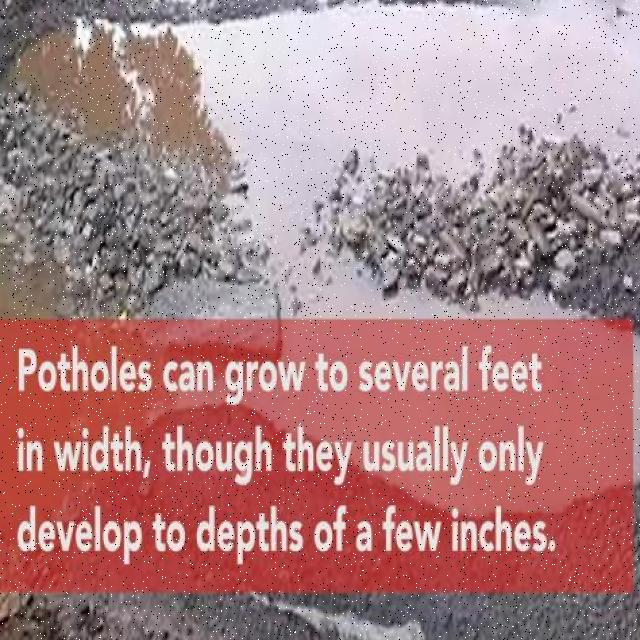 Potholes can grow to several feet
in width, though they usually only
develop to depths of a few inches.